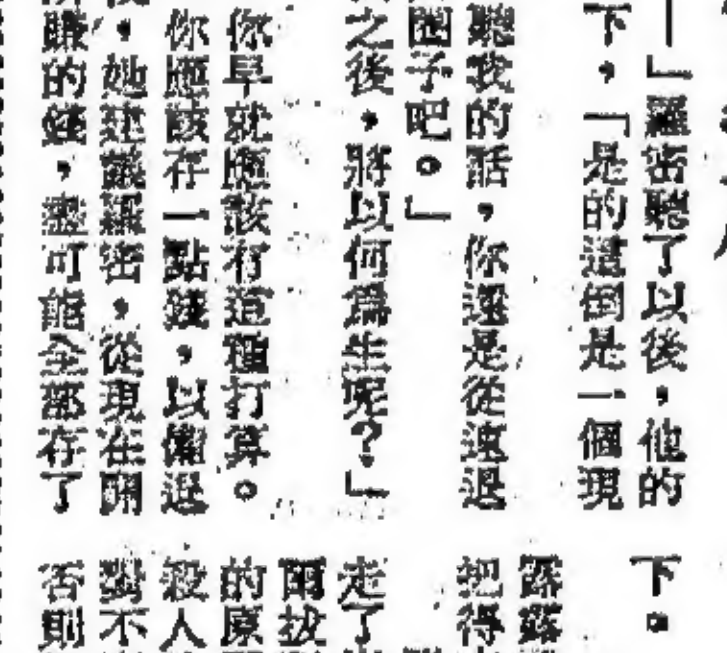 —」羅密聽了以後，他的
下，「是的這倒是一個現
聽我的話，你還是從速退
圈子吧。」
之後，將以何爲生呢？」
你早就應該有這種打算。
你應該存一點錢，以備退
，她建議羅密，從現在開
賺的錢，盡可能全部存了
下。
露露
把得
走了
爾扠
的原
殺人
對不
否則